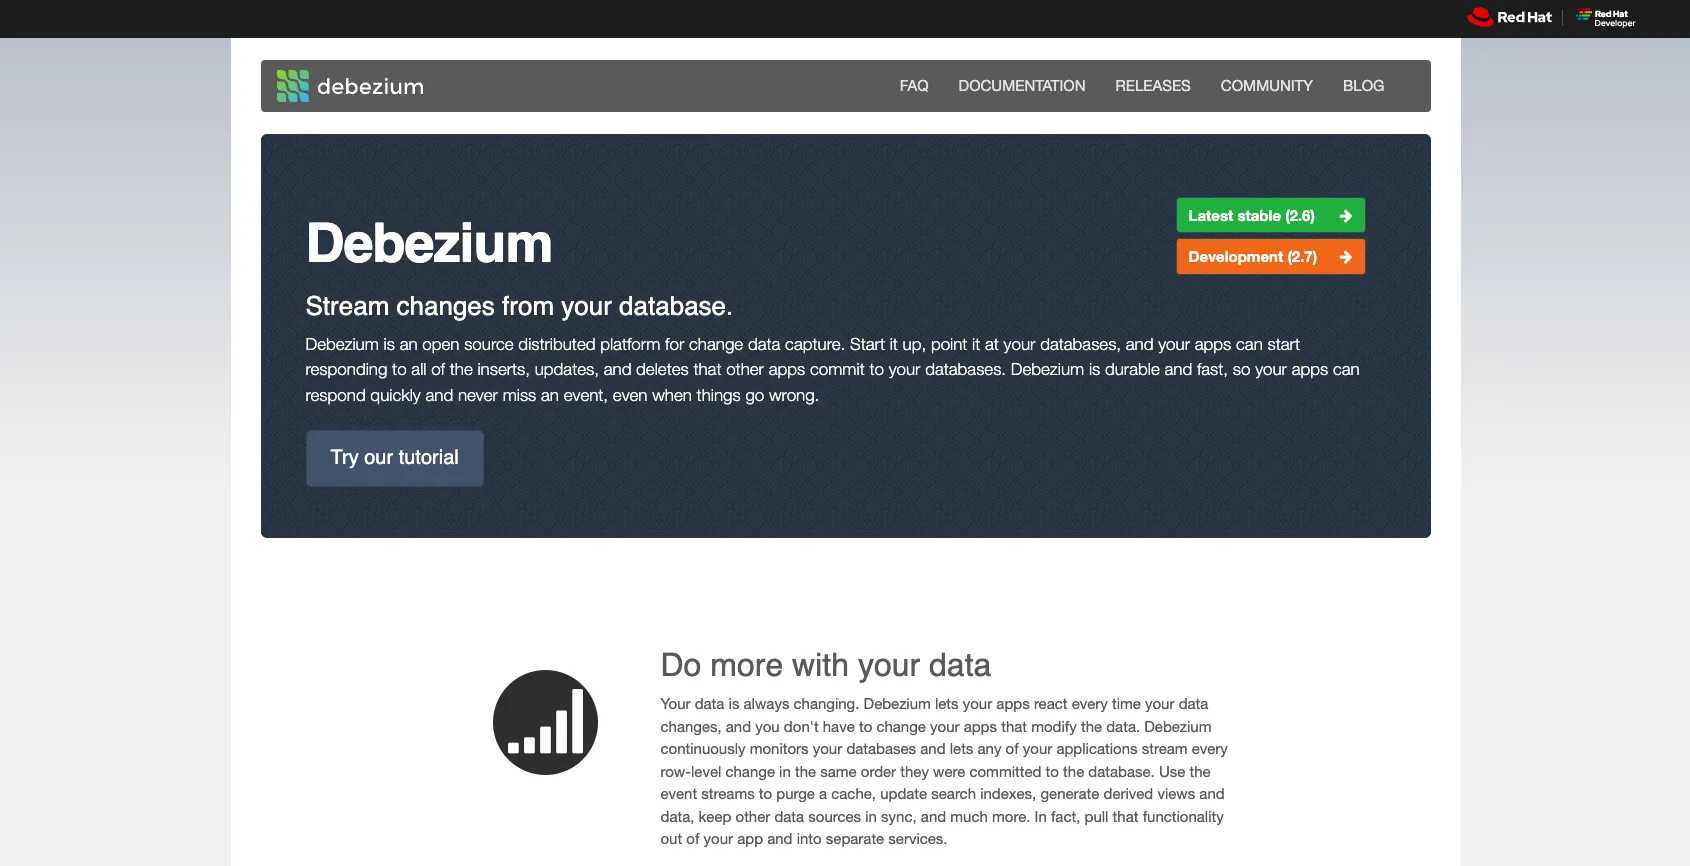 Red Hat
Red Hat
Developer
debezium
FAQ DOCUMENTATION RELEASES COMMUNITY BLOG
Latest stable (2.6)
Development (2.7)
Debezium
Stream changes from your database.
Debezium is an open source distributed platform for change data capture. Start it up, point it at your databases, and your apps can start
responding to all of the inserts, updates, and deletes that other apps commit to your databases. Debezium is durable and fast, so your apps can
respond quickly and never miss an event, even when things go wrong.
Try our tutorial
Do more with your data
Your data is always changing. Debezium lets your apps react every time your data
changes, and you don't have to change your apps that modify the data. Debezium
continuously monitors your databases and lets any of your applications stream every
row-level change in the same order they were committed to the database. Use the
event streams to purge a cache, update search indexes, generate derived views and
data, keep other data sources in sync, and much more. In fact, pull that functionality
out of your app and into separate services.